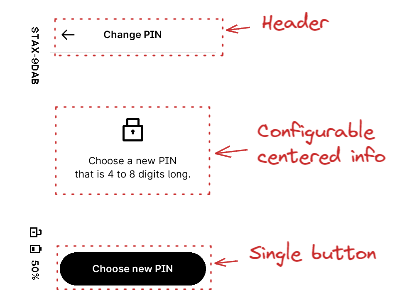 Header
Change PIN
STAX-9DAB
Choose a new PIN
that is 4 to 8 digits long.
Configurable
centered info
50%
Choose new PIN
Single button